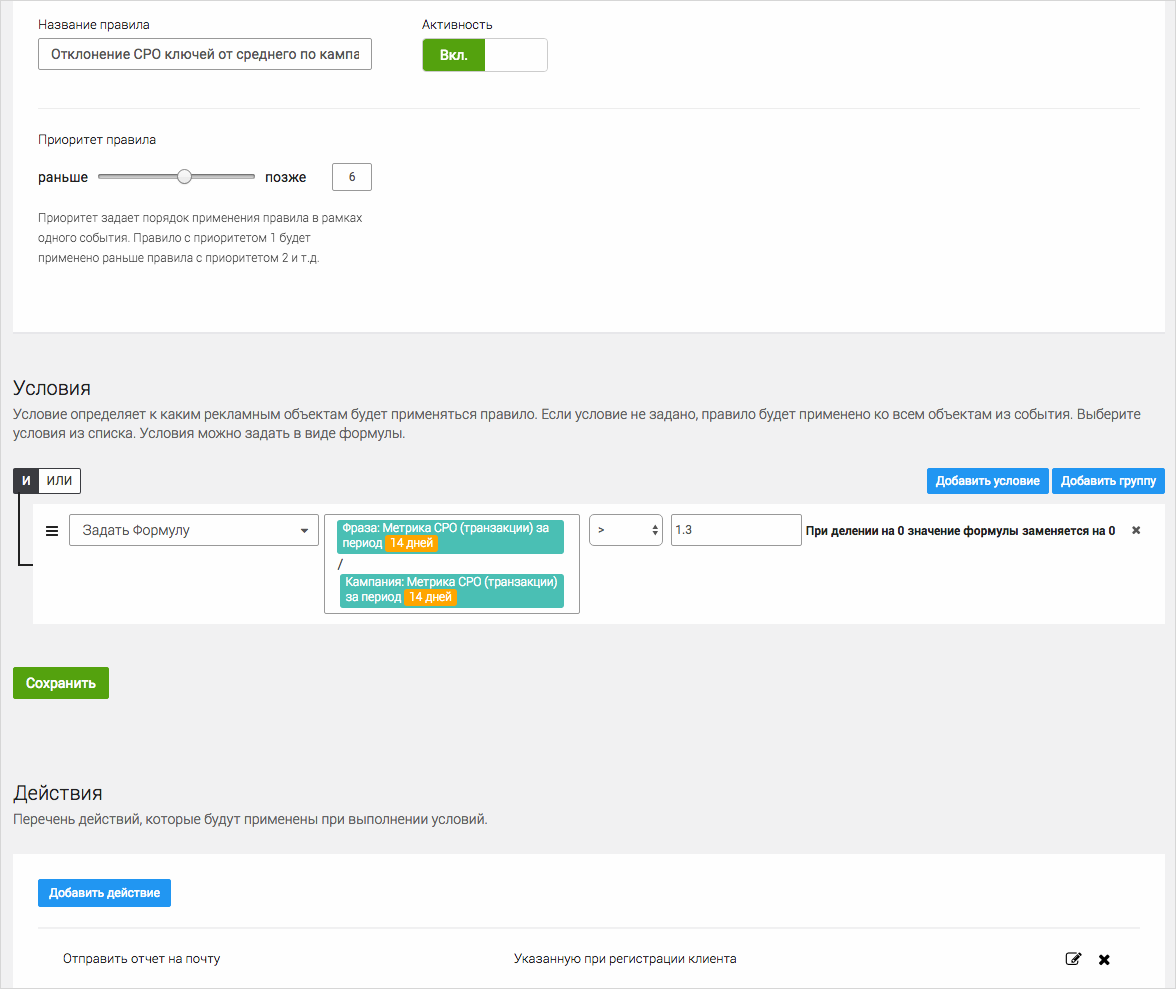 Название правила
Активность
Отклонение CPO ключей от среднего по кампа
Вкл.
Приоритет правила
раньше
позже
6
Приоритет задает порядок применения правила в рамках
одного события. Правило с приоритетом 1 будет
применено раньше правила с приоритетом 2 и т.д.
Условия
Условие определяет к каким рекламным объектам будет применяться правило. Если условие не задано, правило будет применено ко всем объектам из события. Выберите
условия из списка. Условия можно задать в виде формулы.
И ИЛИ
Добавить условие
Добавить группу
Задать Формулу
Фраза: Метрика CPO (транзакции) за
период 14 дней
/
Кампания: Метрика CPO (транзакции)
за период 14 дней
>
1.3
При делении на 0 значение формулы заменяется на 0
Сохранить
Действия
Перечень действий, которые будут применены при выполнении условий.
Добавить действие
Отправить отчет на почту
Указанную при регистрации клиента